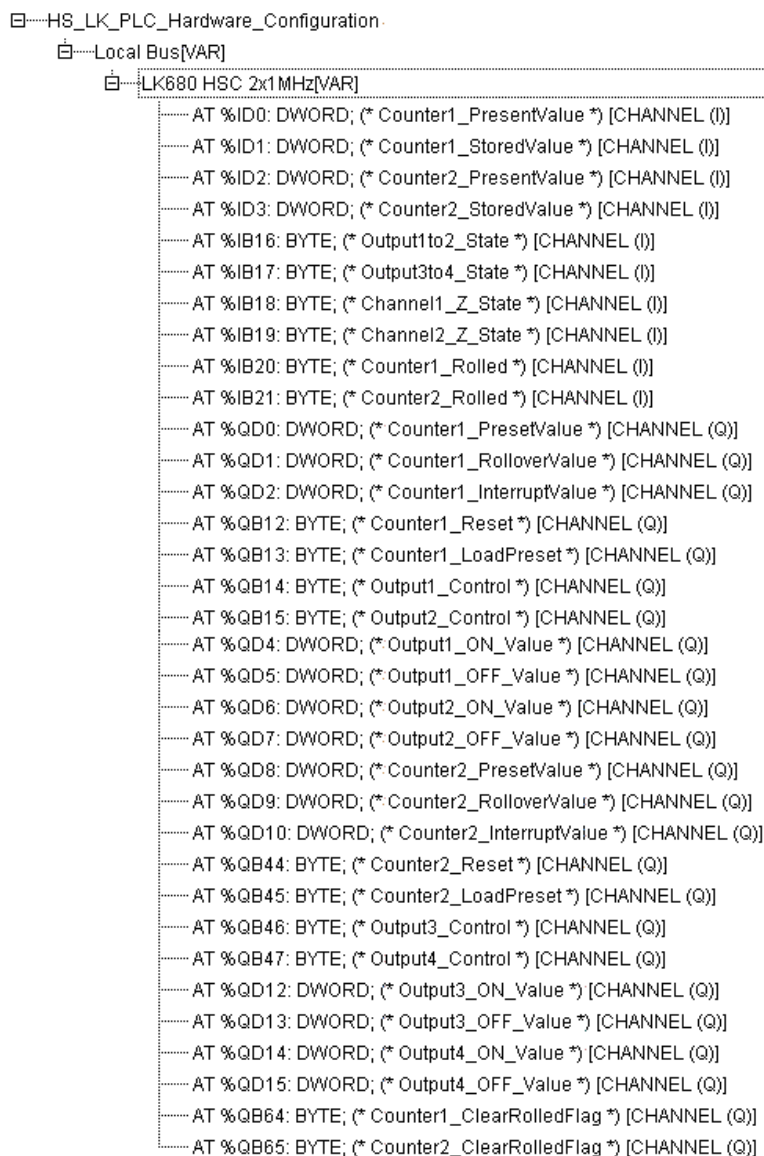 HS_LK_PLC_Hardware_Configuration
Local Bus[VAR]
LK680 HSC 2x1MHz[VAR]
AT %ID0: DWORD; (* Counter1_PresentValue *) [CHANNEL (I)]
AT %ID1: DWORD; (* Counter1_StoredValue *) [CHANNEL (I)]
AT %ID2: DWORD; (* Counter2_PresentValue *) [CHANNEL (I)]
AT %ID3: DWORD; (* Counter2_StoredValue *) [CHANNEL (I)]
AT %IB16: BYTE; (* Output1to2_State *) [CHANNEL (I)]
AT %IB17: BYTE; (* Output3to4_State *) [CHANNEL (I)]
AT %IB18: BYTE; (* Channel1_Z_State *) [CHANNEL (I)]
AT %IB19: BYTE; (* Channel2_Z_State *) [CHANNEL (I)]
AT %IB20: BYTE; (* Counter1_Rolled *) [CHANNEL (I)]
AT %IB21: BYTE; (* Counter2_Rolled *) [CHANNEL (I)]
AT %QD0: DWORD; (* Counter1_PresetValue *) [CHANNEL (Q)]
AT %QD1: DWORD; (* Counter1_RolloverValue *) [CHANNEL (Q)]
AT %QD2: DWORD; (* Counter1_InterruptValue *) [CHANNEL (Q)]
AT %QB12: BYTE; (* Counter1_Reset *) [CHANNEL (Q)]
AT %QB13: BYTE; (* Counter1_LoadPreset *) [CHANNEL (Q)]
AT %QB14: BYTE; (* Output1_Control *) [CHANNEL (Q)]
AT %QB15: BYTE; (* Output2_Control *) [CHANNEL (Q)]
AT %QD4: DWORD; (* Output1_ON_Value *) [CHANNEL (Q)]
AT %QD5: DWORD; (* Output1_OFF_Value *) [CHANNEL (Q)]
AT %QD6: DWORD; (* Output2_ON_Value *) [CHANNEL (Q)]
AT %QD7: DWORD; (* Output2_OFF_Value *) [CHANNEL (Q)]
AT %QD8: DWORD; (* Counter2_PresetValue *) [CHANNEL (Q)]
AT %QD9: DWORD; (* Counter2_RolloverValue *) [CHANNEL (Q)]
AT %QD10: DWORD; (* Counter2_InterruptValue *) [CHANNEL (Q)]
AT %QB44: BYTE; (* Counter2_Reset *) [CHANNEL (Q)]
AT %QB45: BYTE; (* Counter2_LoadPreset *) [CHANNEL (Q)]
AT %QB46: BYTE; (* Output3_Control *) [CHANNEL (Q)]
AT %QB47: BYTE; (* Output4_Control *) [CHANNEL (Q)]
AT %QD12: DWORD; (* Output3_ON_Value *) [CHANNEL (Q)]
AT %QD13: DWORD; (* Output3_OFF_Value *) [CHANNEL (Q)]
AT %QD14: DWORD; (* Output4_ON_Value *) [CHANNEL (Q)]
AT %QD15: DWORD; (* Output4_OFF_Value *) [CHANNEL (Q)]
AT %QB64: BYTE; (* Counter1_ClearRolledFlag *) [CHANNEL (Q)]
AT %QB65: BYTE; (* Counter2_ClearRolledFlag *) [CHANNEL (Q)]